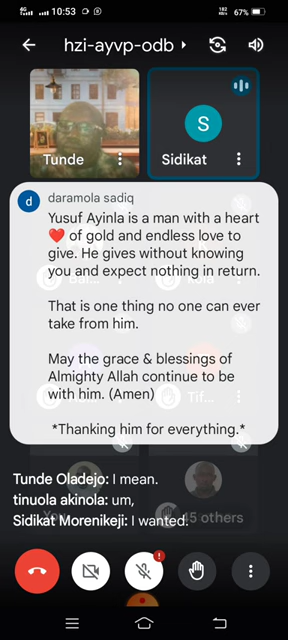 10:53
182
KB/S
67%
hzi-ayvp-odb
Tunde
S
Sidikat
d
daramola sadiq
Yusuf Ayinla is a man with a heart
❤️ of gold and endless love to
give. He gives without knowing
you and expect nothing in return.
That is one thing no one can ever
take from him.
May the grace & blessings of
Almighty Allah continue to be
with him. (Amen)
*Thanking him for everything.*
Tunde Oladejo: I mean.
tinuola akinola: um,
Sidikat Morenikeji: I wanted.
You
45 others